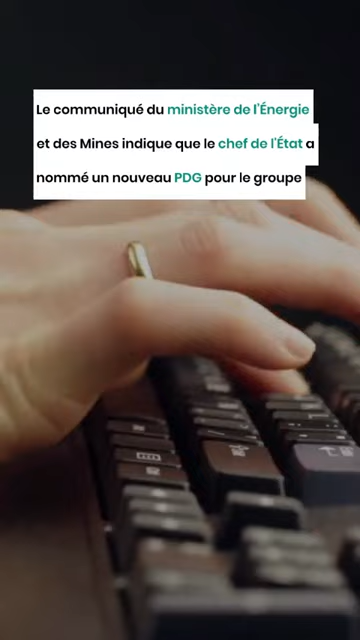 Le communiqué du ministère de l'Énergie
et des Mines indique que le chef de l'État a
nommé un nouveau PDG pour le groupe